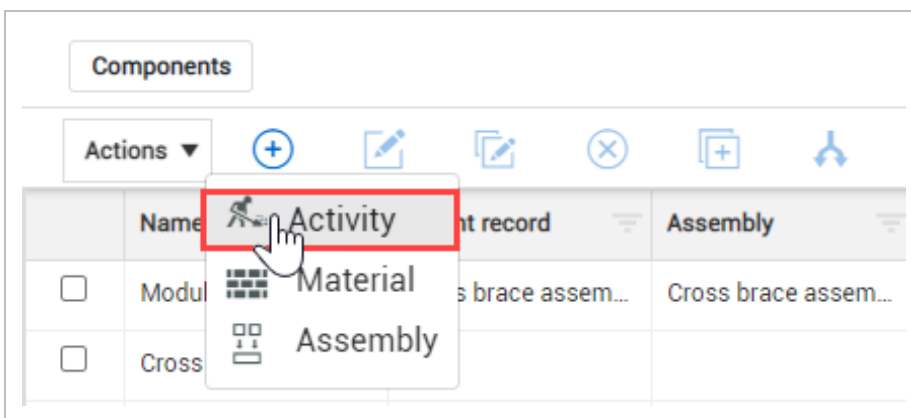 Components
Actions
Name nt record Assembly
Activity
Modul s brace assem... Cross brace assem...
Material
Cross
Assembly